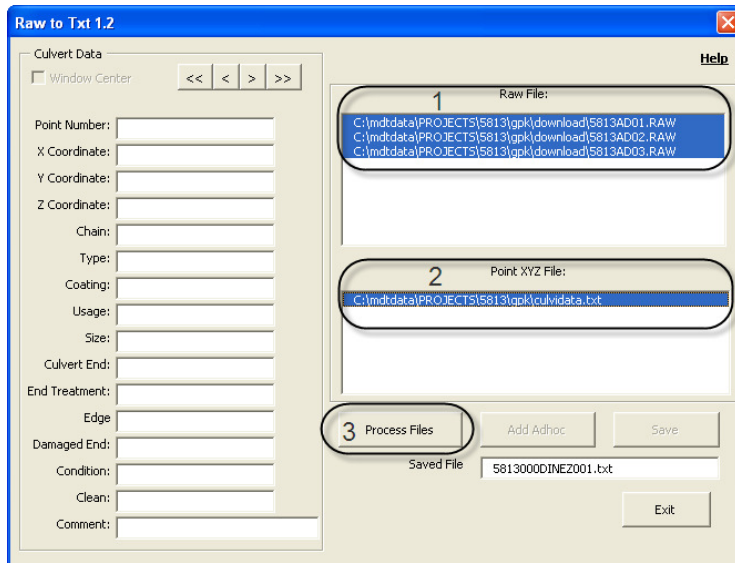 Raw to Txt 1.2
Culvert Data
Window Center
<< < > >>
Help
1
Raw File:
C:\mdtdata\PROJECTS\5813\gpk\download\5813AD01.RAW
C:\mdtdata\PROJECTS\5813\gpk\download\5813AD02.RAW
C:\mdtdata\PROJECTS\5813\gpk\download\5813AD03.RAW
Point Number:
X Coordinate:
Y Coordinate:
Z Coordinate:
Chain:
Type:
Coating:
Usage:
Size:
Culvert End:
End Treatment:
Edge
Damaged End:
Condition:
Clean:
Comment:
2
Point XYZ File:
C:\mdtdata\PROJECTS\5813\gpk\culvidata.txt
3 Process Files
Add Adhoc
Save
Saved File
5813000DINEZ001.txt
Exit